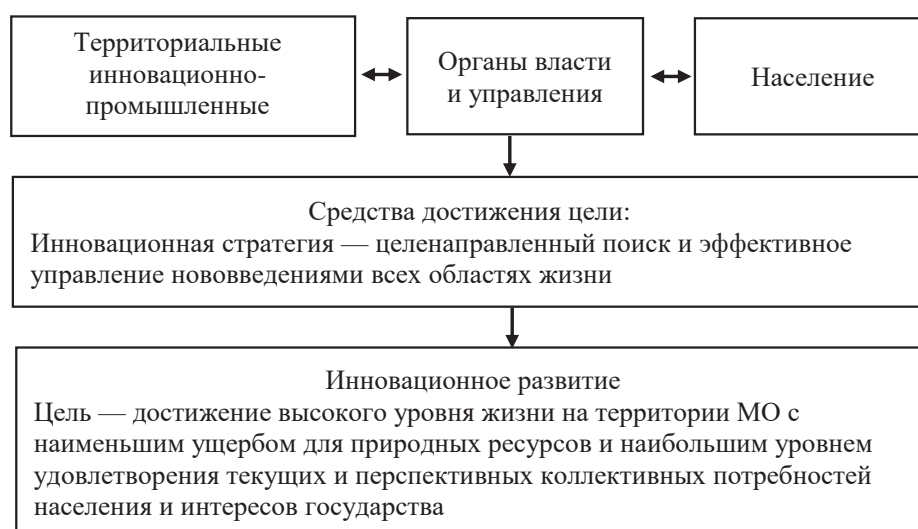 Территориальные
инновационно-
промышленные
Органы власти
и управления
Население
Средства достижения цели:
Инновационная стратегия — целенаправленный поиск и эффективное
управление нововведениями всех областях жизни
Инновационное развитие
Цель — достижение высокого уровня жизни на территории МО с
наименьшим ущербом для природных ресурсов и наибольшим уровнем
удовлетворения текущих и перспективных коллективных потребностей
населения и интересов государства